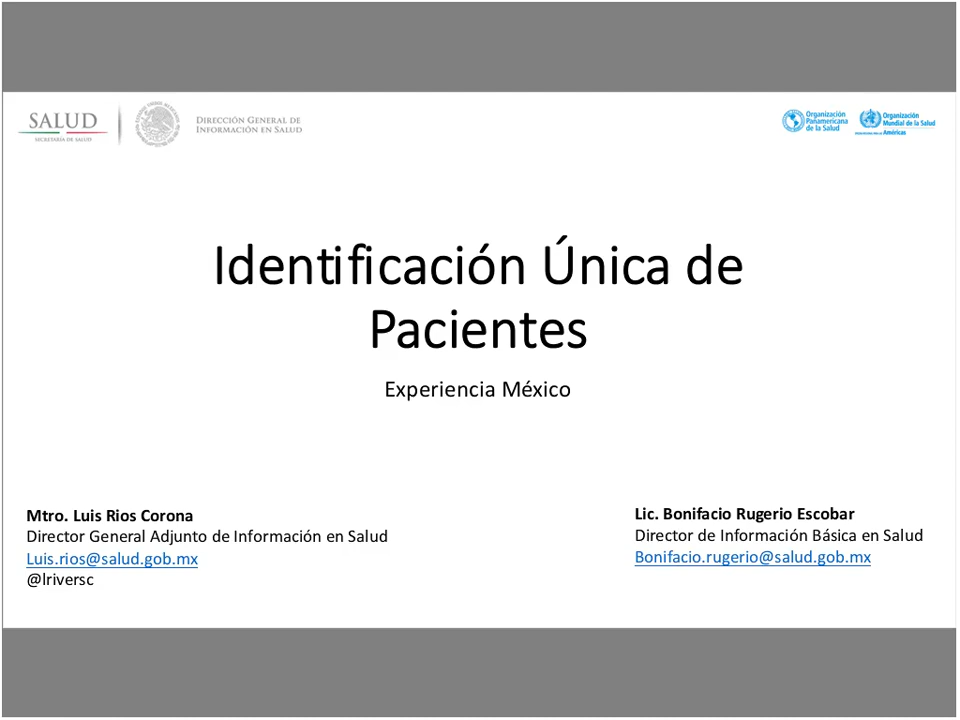 SALUD
SECRETARÍA DE SALUD
DIRECCIÓN GENERAL DE
INFORMACIÓN EN SALUD
Organización
Panamericana
de la Salud
Organización
Mundial de la Salud
Américas
Identificación Única de
Pacientes
Experiencia México
Mtro. Luis Rios Corona
Director General Adjunto de Información en Salud
Luis.rios@salud.gob.mx
@lriversc
Lic. Bonifacio Rugerio Escobar
Director de Información Básica en Salud
Bonifacio.rugerio@salud.gob.mx